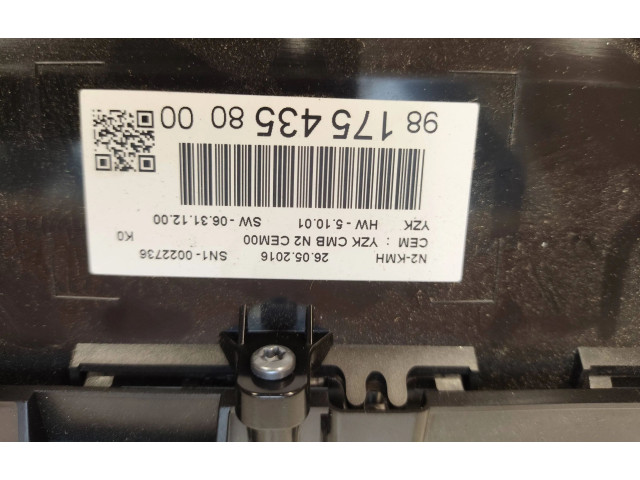 N2-KMH 26.05.2016 SN1-0022736
CEM : YZK CMB N2 CEM00 K0
YZK HW-5.10.01 SW-06.31.12.00
98 175 435 80 00